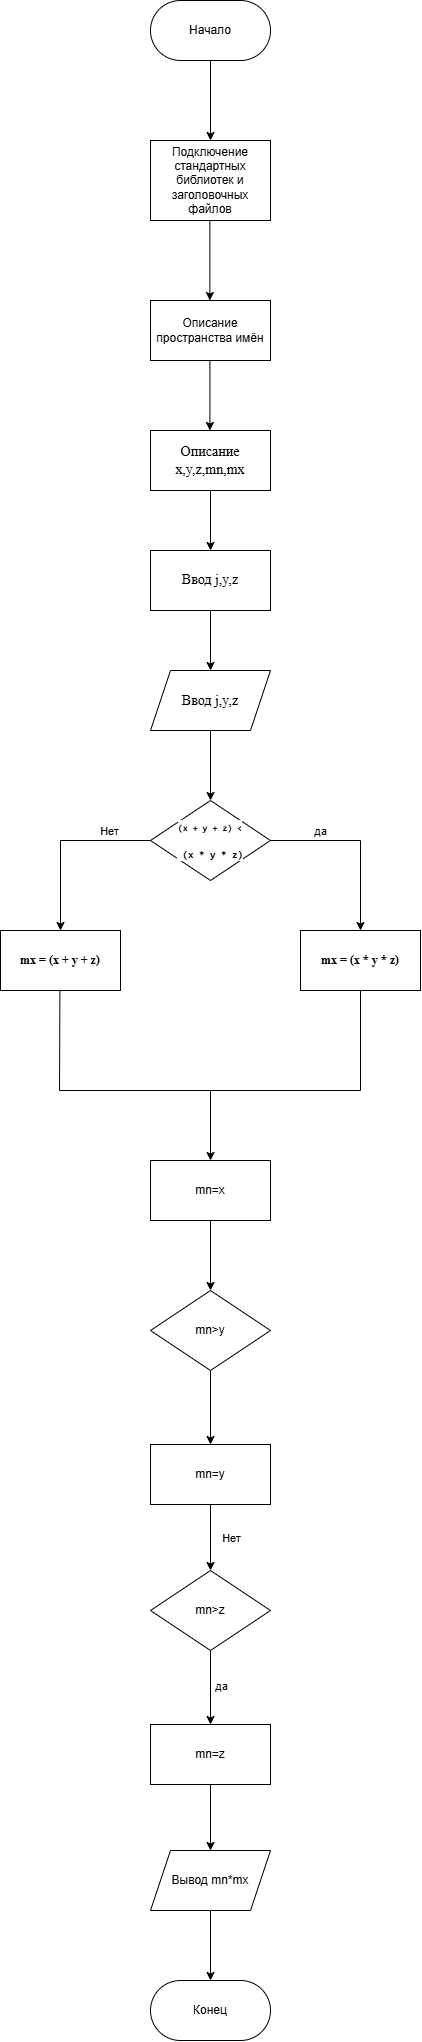 Начало
Подключение
стандартных
библиотек и
заголовочных
файлов
Описание
пространства имён
Описание
x,y,z,mn,mx
Ввод j,y,z
Ввод j,y,z
(x + y + z) <
(x * y * z)
Нет
да
mx = (x + y + z)
mx = (x * y * z)
mn=x
mn>y
mn=y
Нет
mn>z
да
mn=z
Вывод mn*mx
Конец